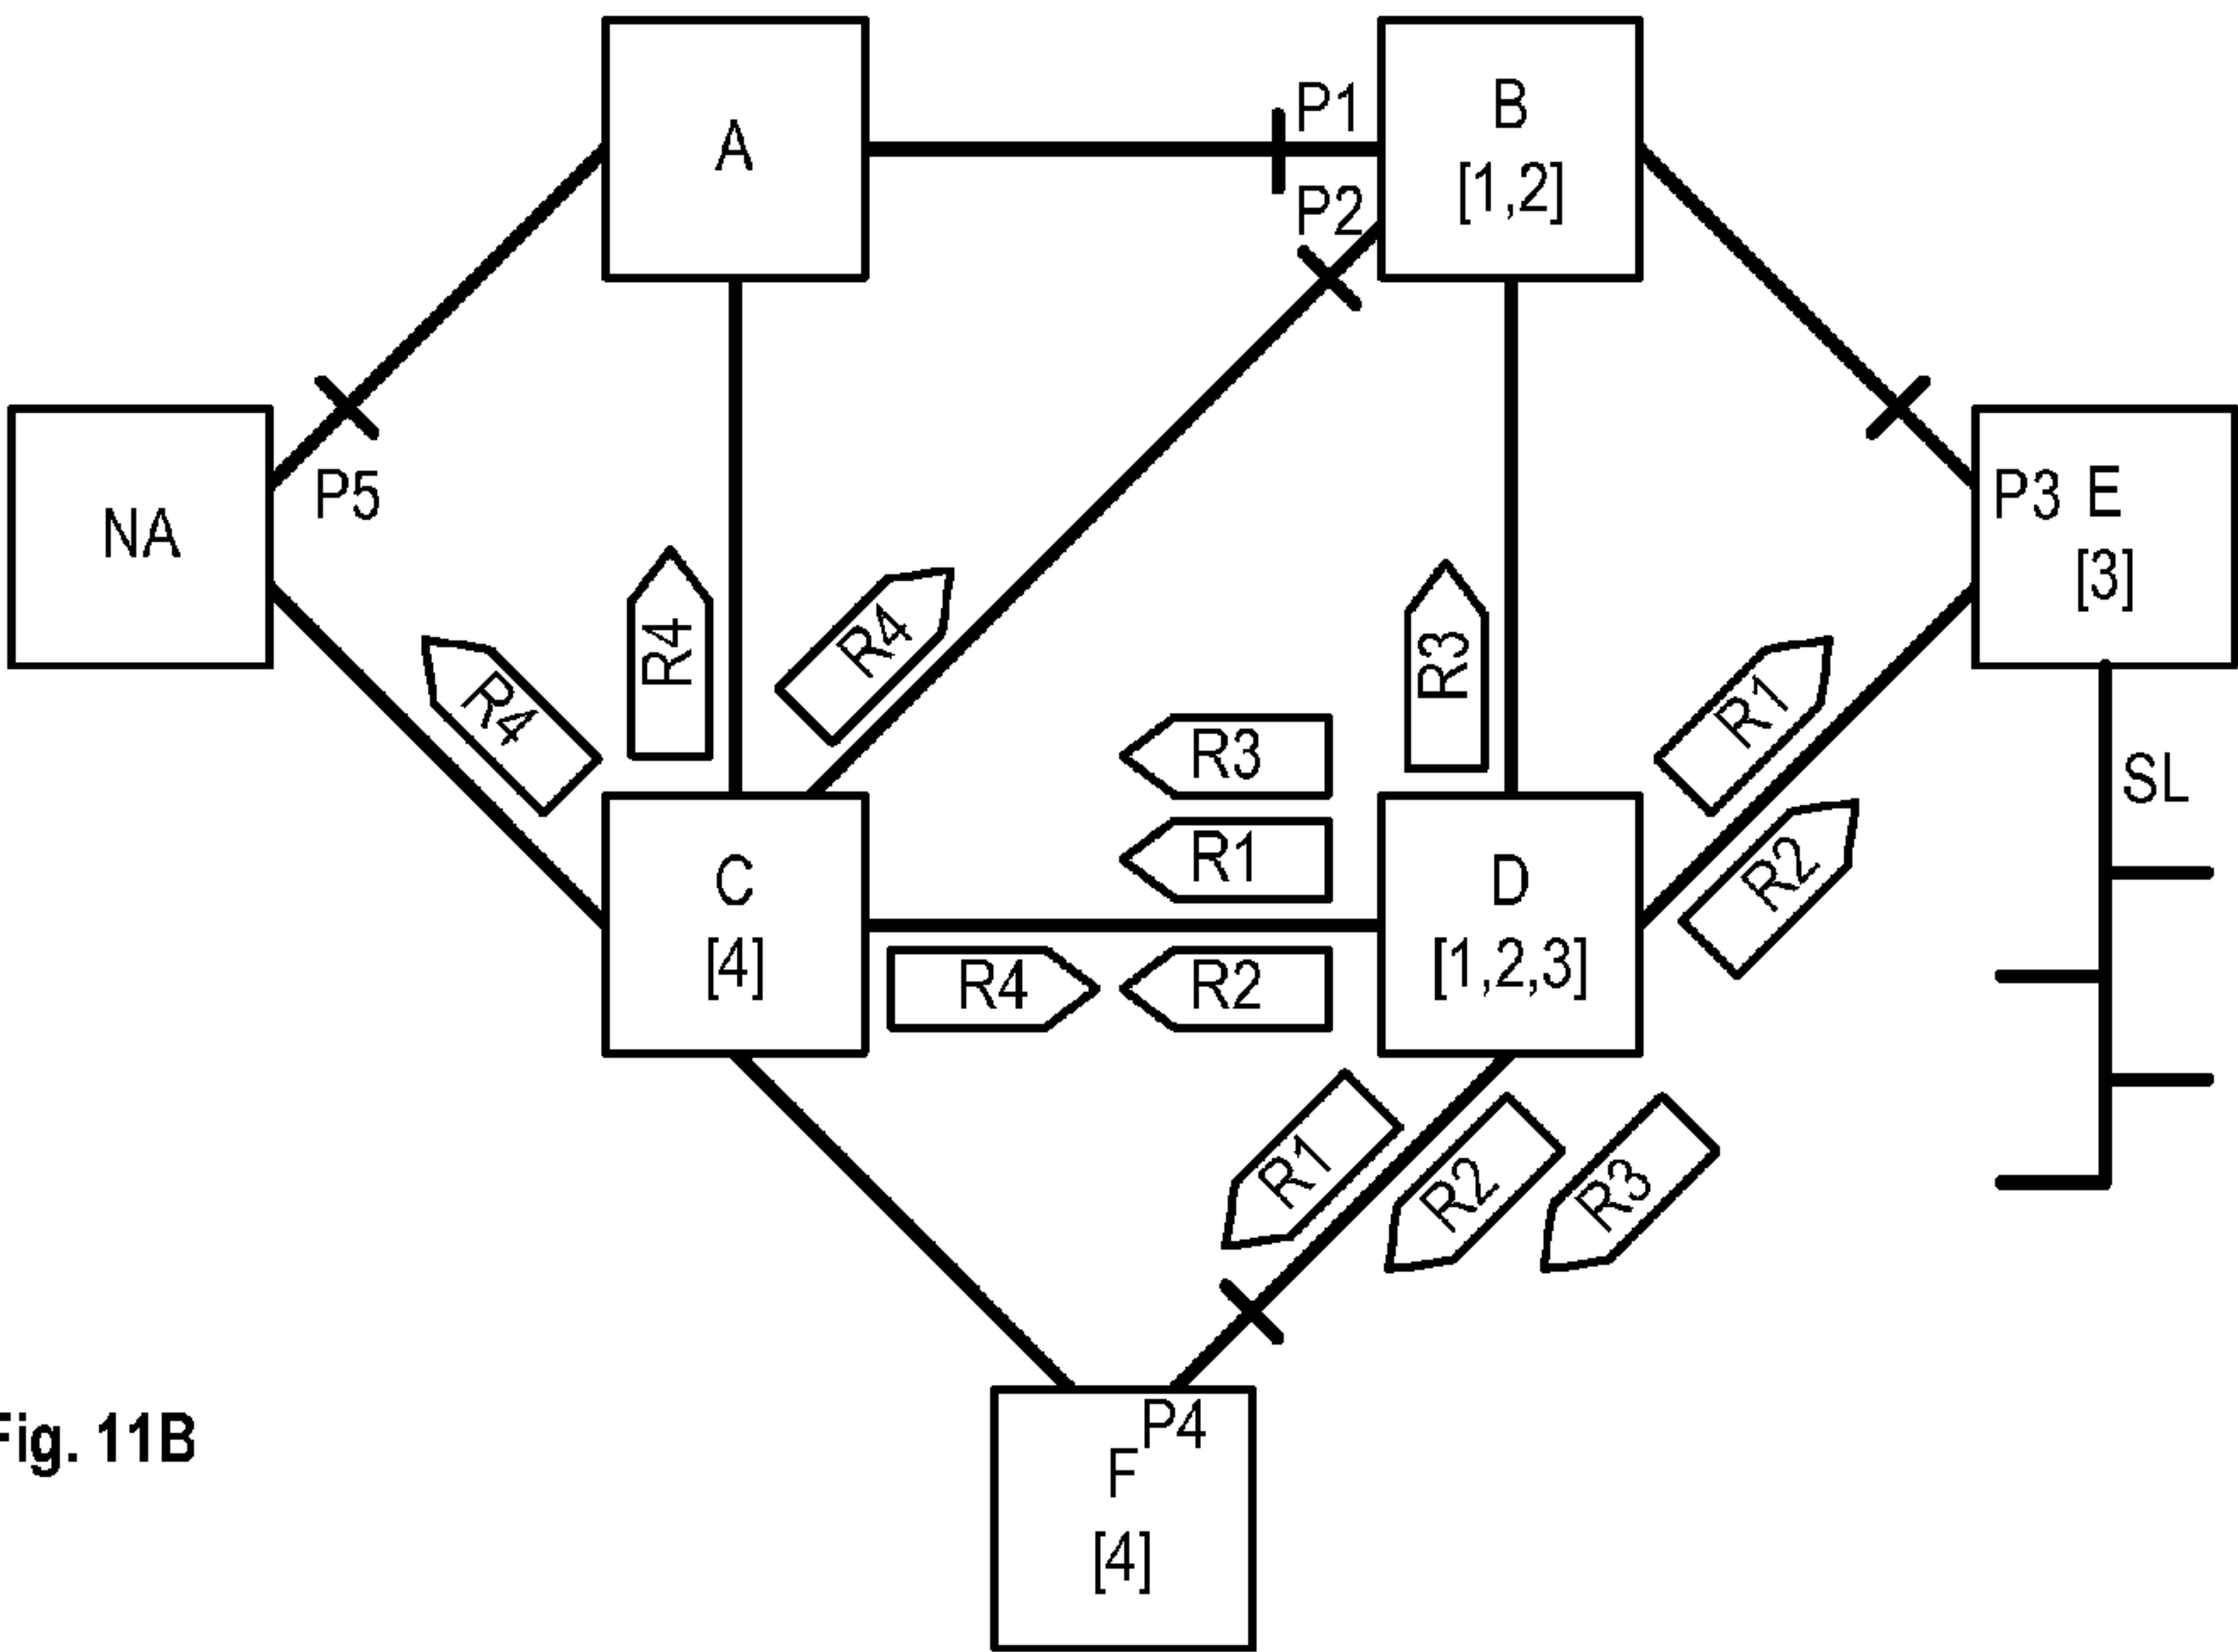 A
P1
B
[1,2]
P2
NA
P5
P3 E
[3]
R4
R4
R4
R3
R1
R3
R1
R2
SL
C
[4]
D
[1,2,3]
R4
R2
R1
R2
R3
P4
F
[4]
Fig. 11B